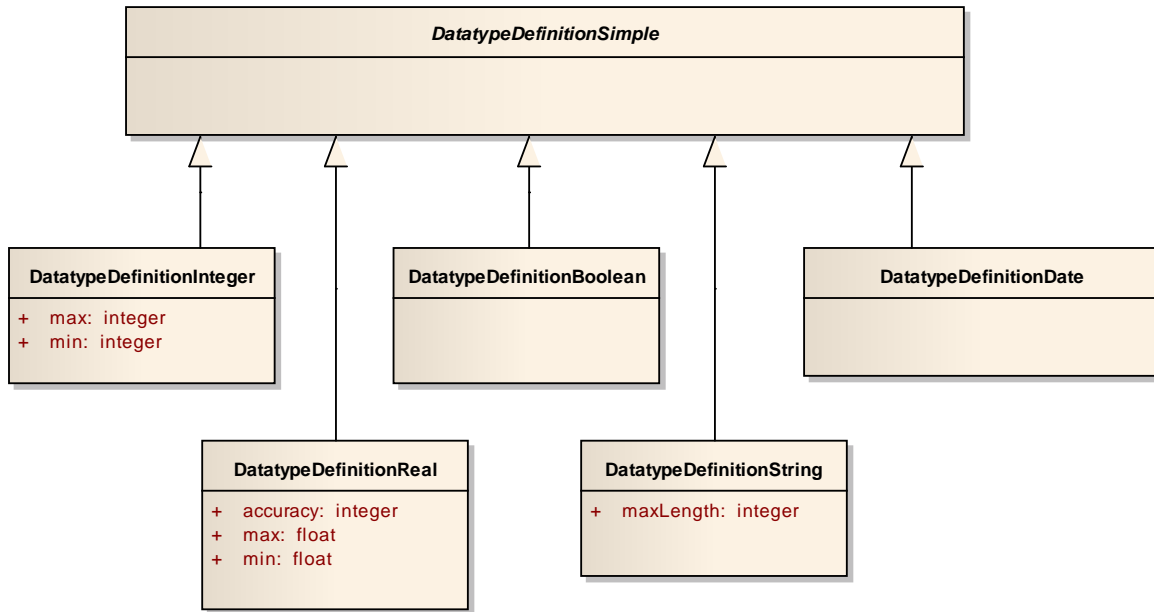 DatatypeDefinitionSimple
DatatypeDefinitionInteger
+ max: integer
+ min: integer
DatatypeDefinitionBoolean
DatatypeDefinitionDate
DatatypeDefinitionReal
+ accuracy: integer
+ max: float
+ min: float
DatatypeDefinitionString
+ maxLength: integer